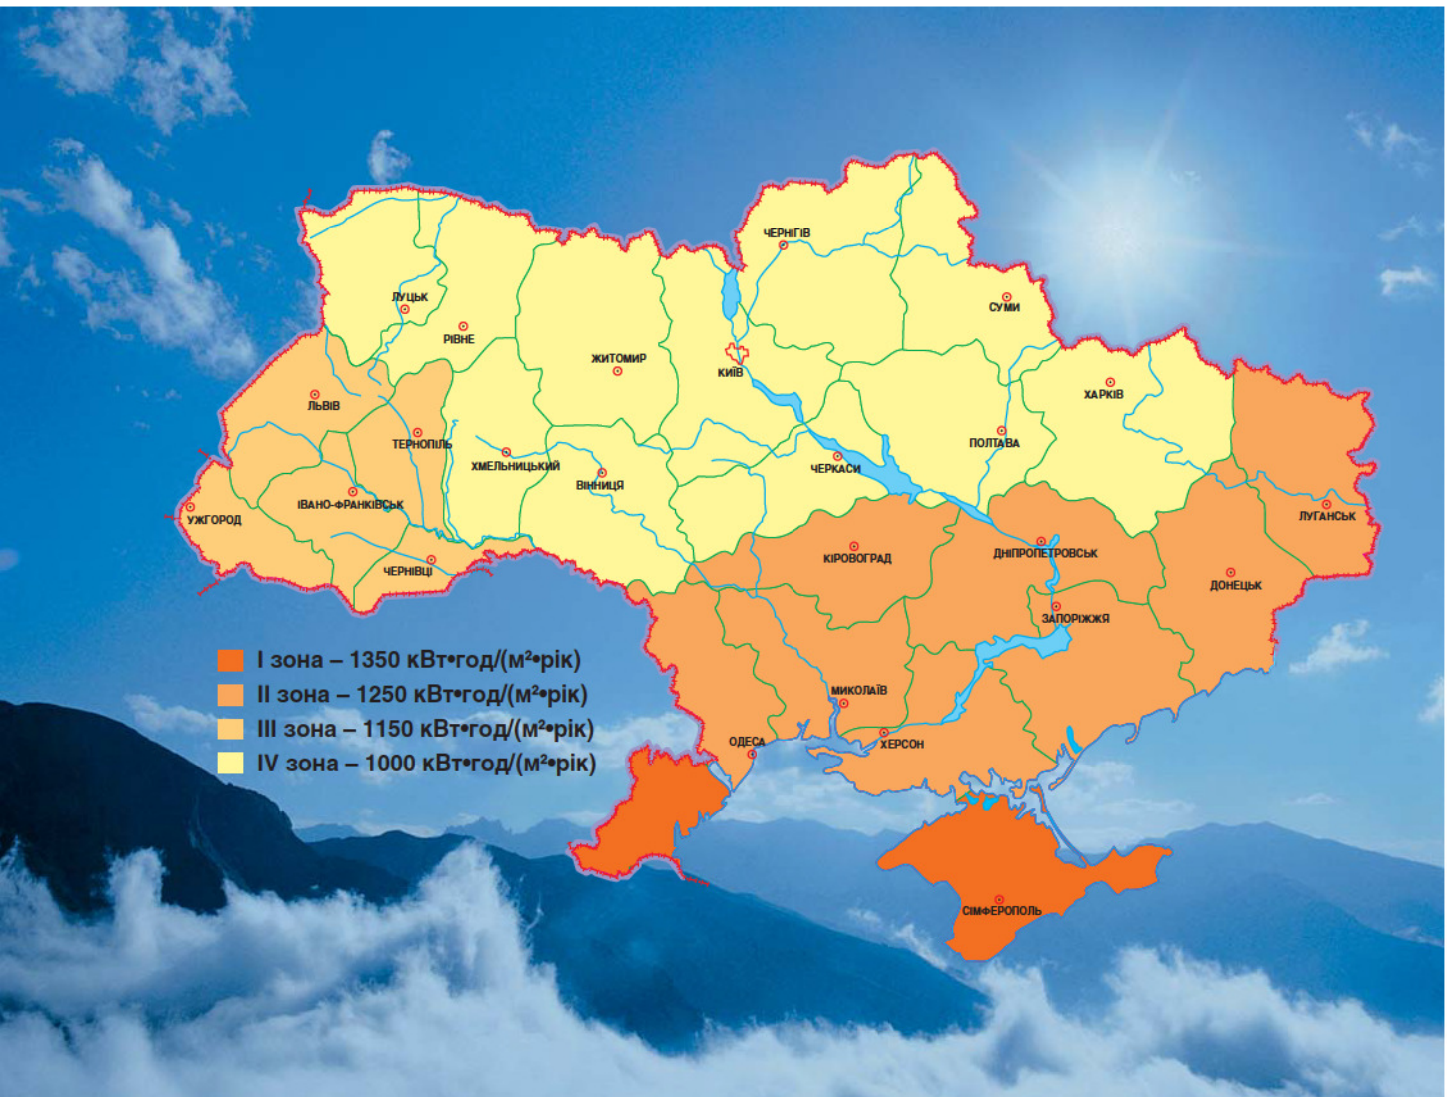 ЧЕРНІГІВ
ЛУЦЬК
СУМИ
РІВНЕ
ЖИТОМИР
КИЇВ
ХАРКІВ
ЛЬВІВ
ТЕРНОПІЛЬ
ПОЛТАВА
ХМЕЛЬНИЦЬКИЙ
ЧЕРКАСИ
ВІННИЦЯ
ІВАНО-ФРАНКІВСЬК
УЖГОРОД
ЛУГАНСЬК
КІРОВОГРАД
ДНІПРОПЕТРОВСЬК
ЧЕРНІВЦІ
ДОНЕЦЬК
ЗАПОРІЖЖЯ
І зона – 1350 кВт•год/(м²•рік)
ІІ зона – 1250 кВт•год/(м²•рік)
ІІІ зона – 1150 кВт•год/(м²•рік)
IV зона – 1000 кВт•год/(м²•рік)
МИКОЛАЇВ
ОДЕСА
ХЕРСОН
СІМФЕРОПОЛЬ